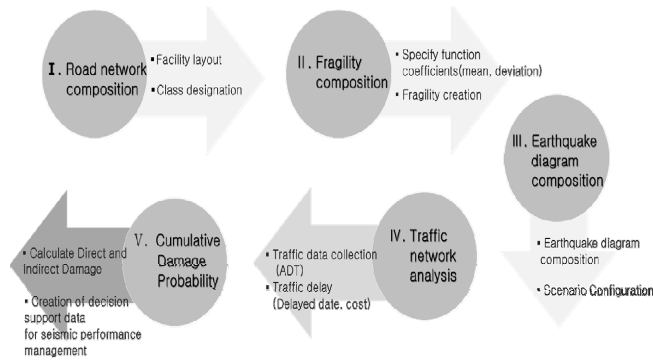 I. Road network
composition
▪ Facility layout
▪ Class designation
II. Fragility
composition
▪ Specify function
coefficients(mean, deviation)
▪ Fragility creation
III. Earthquake
diagram
composition
▪ Earthquake diagram
composition
▪ Scenario Configuration
IV. Traffic
network
analysis
▪ Traffic data collection
(ADT)
▪ Traffic delay
(Delayed date, cost)
V. Cumulative
Damage
Probability
▪ Calculate Direct and
Indirect Damage
▪ Creation of decision
support data
for seismic performance
management